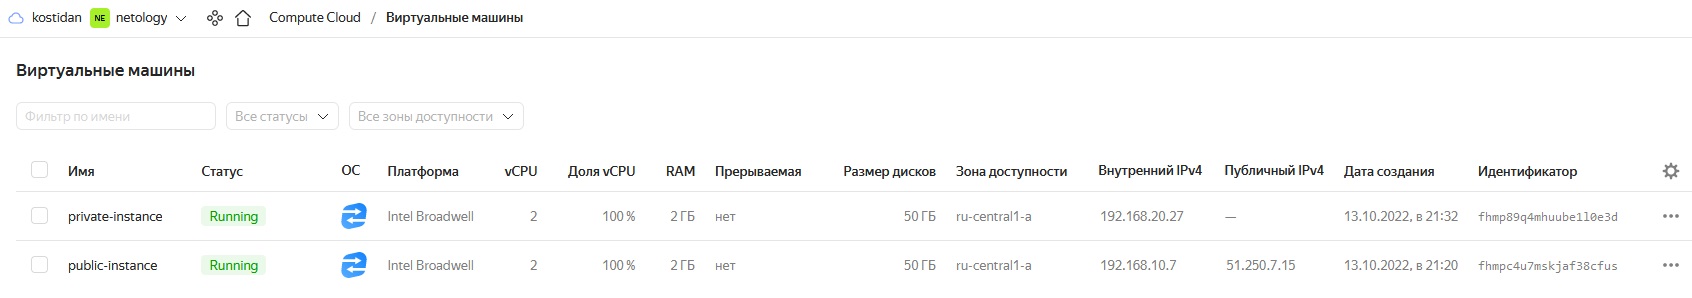 kostidan NE netology Compute Cloud / Виртуальные машины
Виртуальные машины
Фильтр по имени Все статусы Все зоны доступности
Имя Статус ОС Платформа vCPU Доля vCPU RAM Прерываемая Размер дисков Зона доступности Внутренний IPv4 Публичный IPv4 Дата создания Идентификатор
private-instance Running Intel Broadwell 2 100 % 2 ГБ нет 50 ГБ ru-central1-a 192.168.20.27 — 13.10.2022, в 21:32 fhmp89q4mhuube1l0e3d
public-instance Running Intel Broadwell 2 100 % 2 ГБ нет 50 ГБ ru-central1-a 192.168.10.7 51.250.7.15 13.10.2022, в 21:20 fhmpc4u7mskjaf38cfus